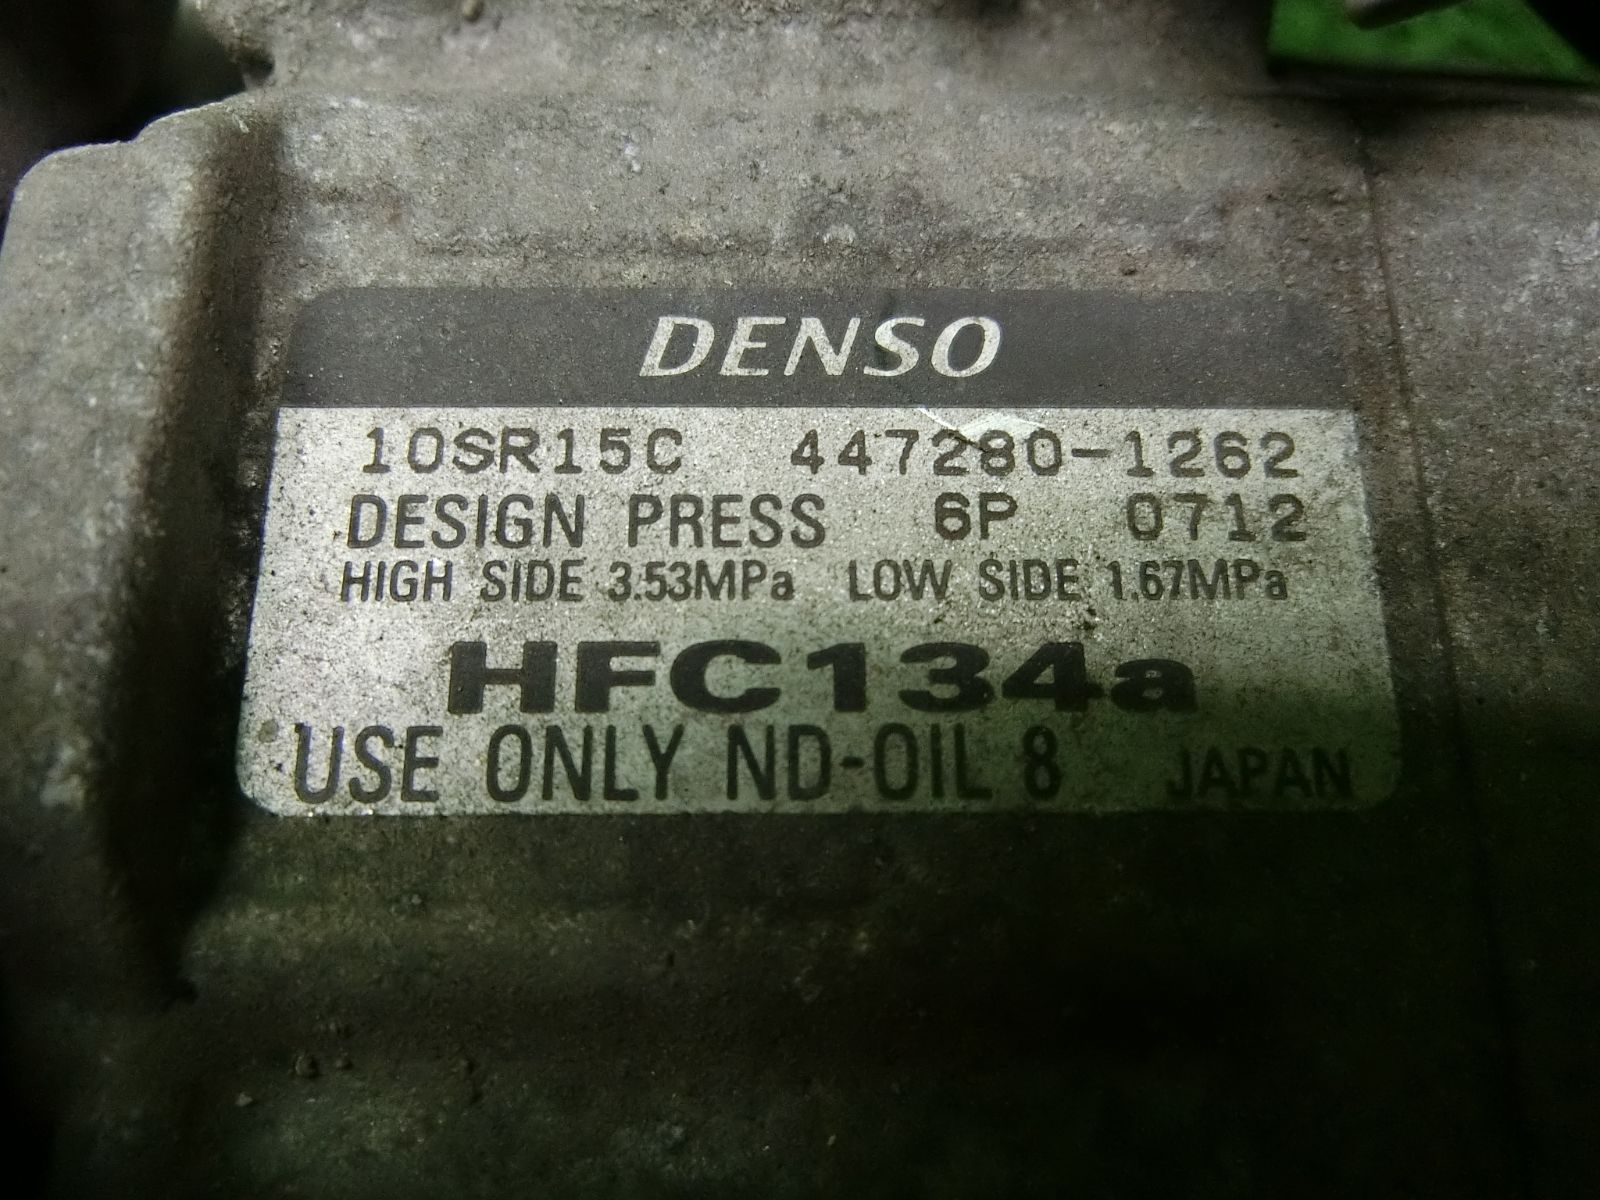 DENSO
10SR15C 447280-1262
DESIGN PRESS 6P 0712
HIGH SIDE 3.53MPa LOW SIDE 1.67MPa
HFC134a
USE ONLY ND-OIL 8 JAPAN